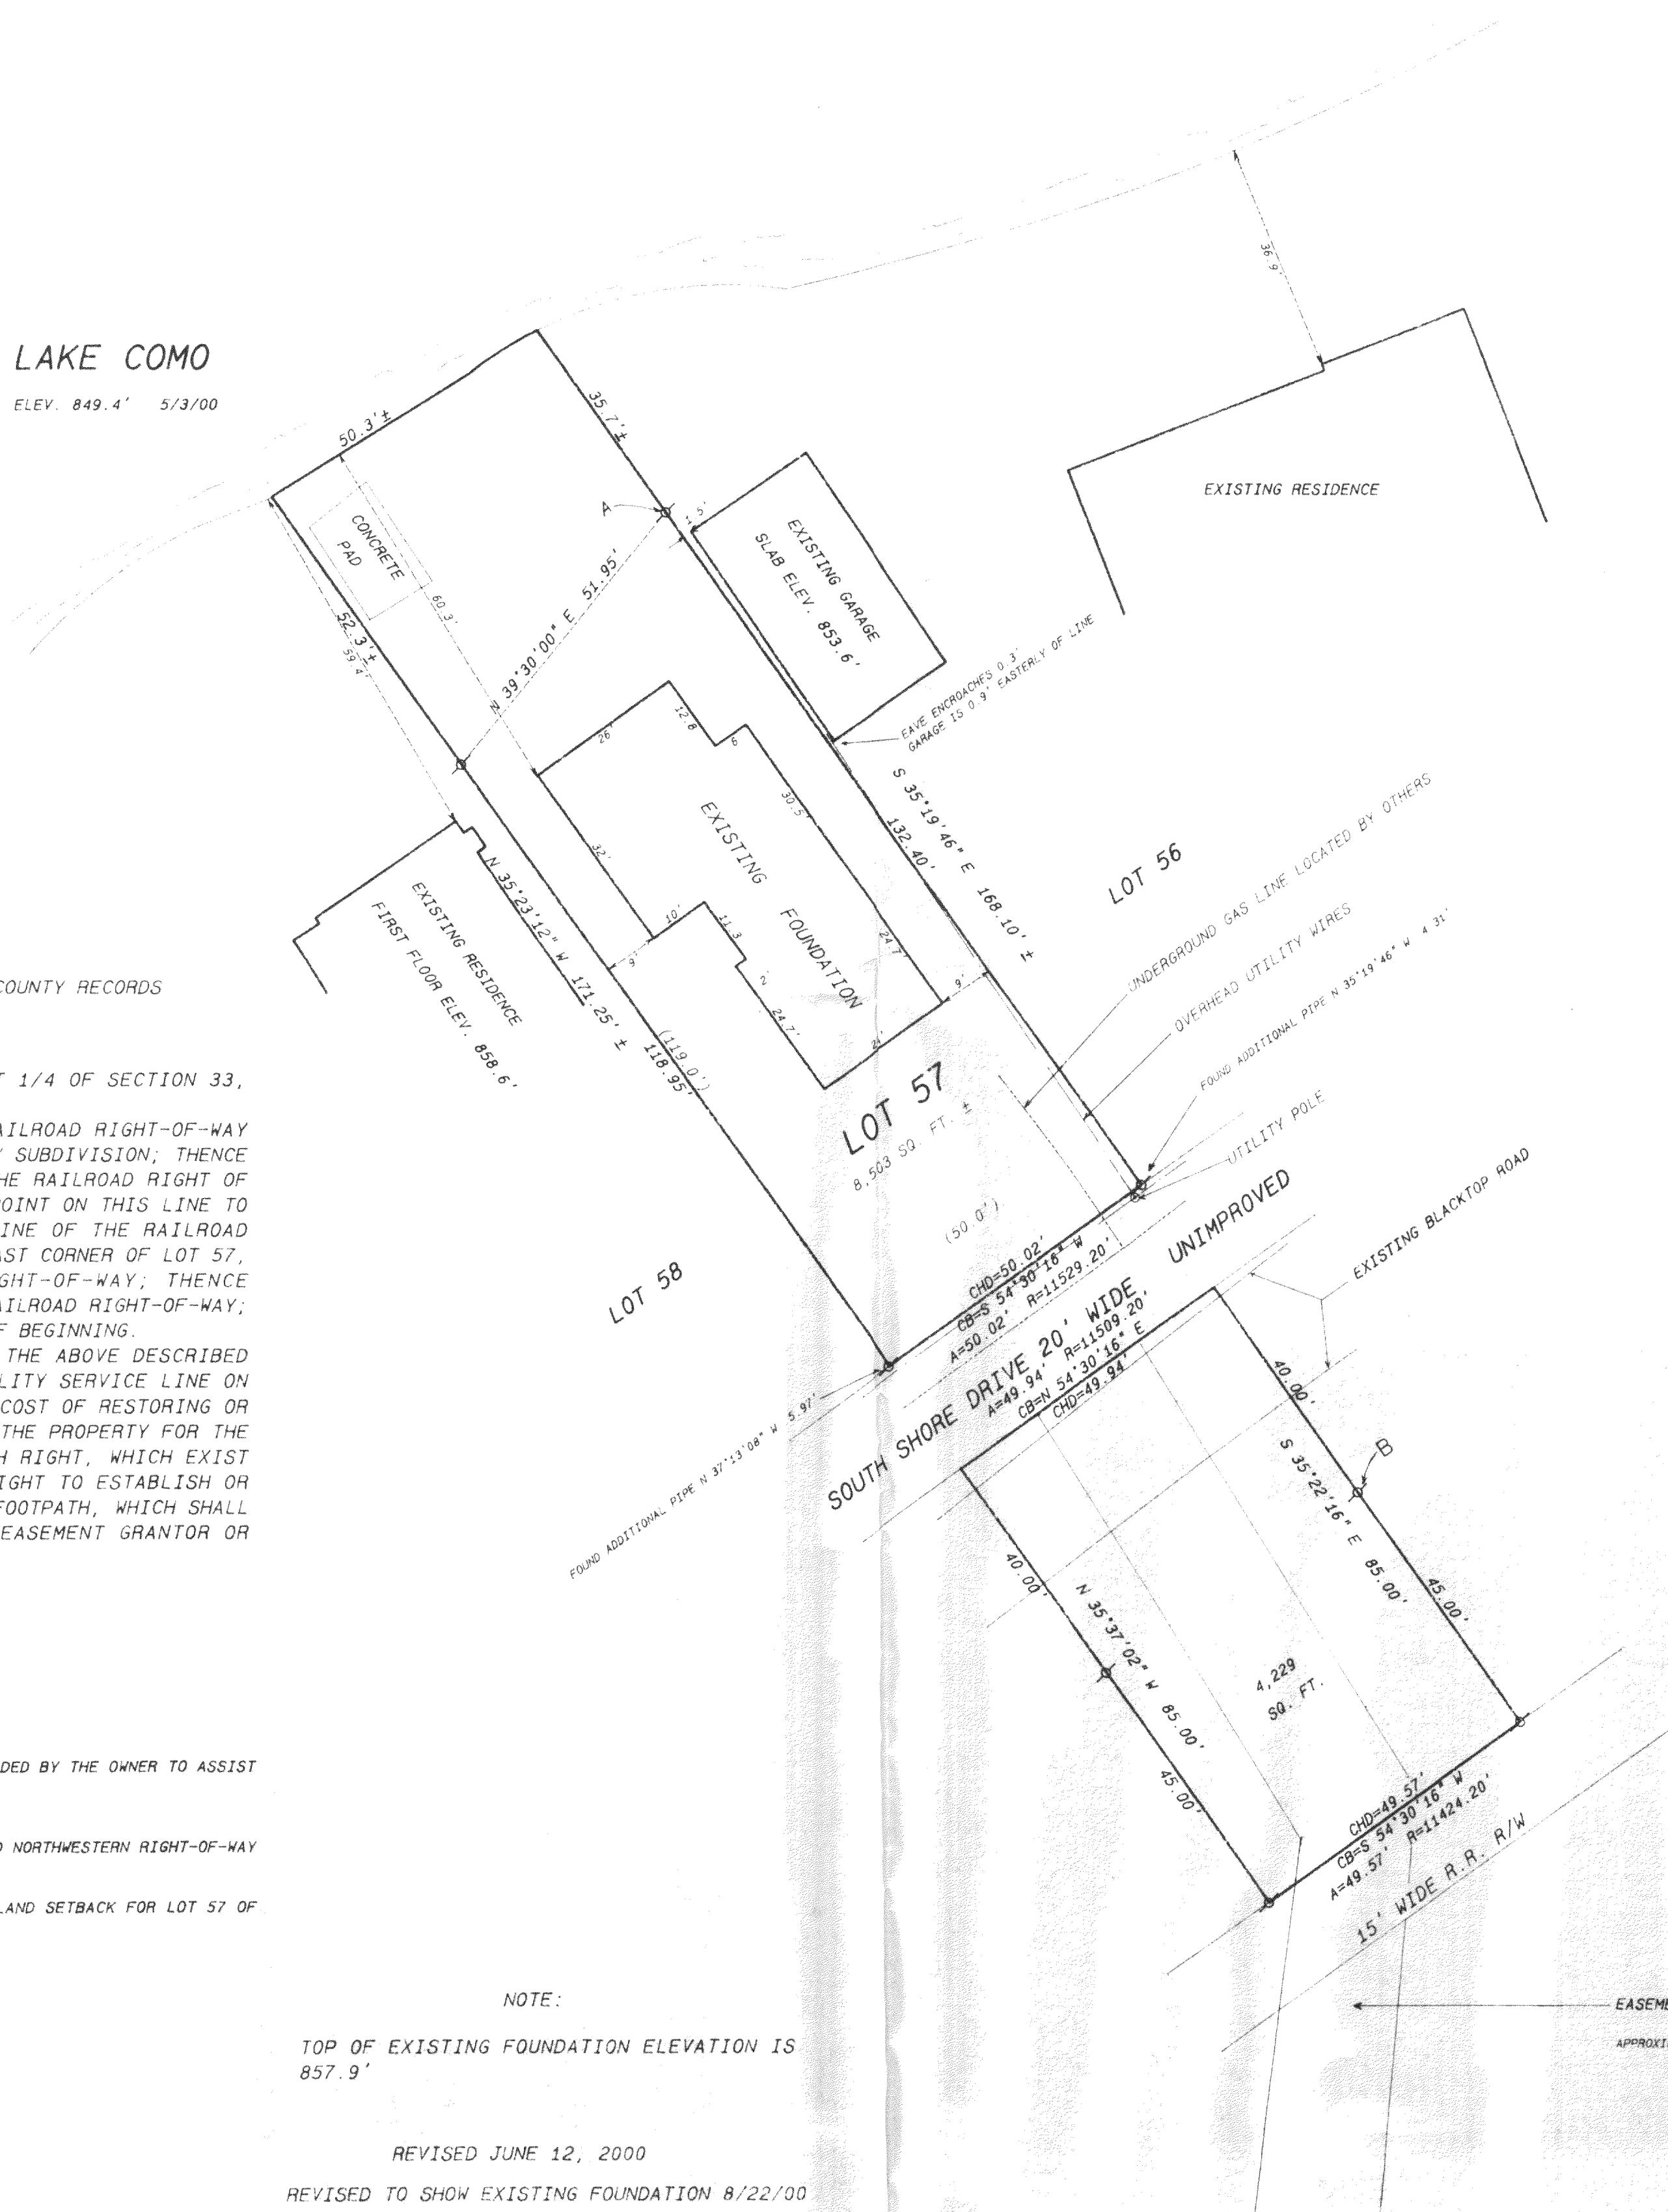 36.9'
LAKE COMO
ELEV. 849.4' 5/3/00
50.3'±
35.7'±
A
1.5'
EXISTING RESIDENCE
CONCRETE
PAD
EXISTING GARAGE
SLAB ELEV. 853.6'
60.3'
52.3'±
59.4'
N 39°30'00" E 51.95'
EAVE ENCROACHES 0.3'
GARAGE IS 0.9' EASTERLY OF LINE
26'
12.8
6
30.5'
32'
EXISTING
FOUNDATION
S 35°19'46" E 168.10' ±
132.40'
LOT 56
UNDERGROUND GAS LINE LOCATED BY OTHERS
OVERHEAD UTILITY WIRES
FOUND ADDITIONAL PIPE N 35°19'46" W 4.31'
UTILITY POLE
EXISTING BLACKTOP ROAD
EXISTING RESIDENCE
FIRST FLOOR ELEV. 858.6'
N 35°23'12" W 171.25' ±
(119.0')
118.95'
10'
9'
11.3
2'
24.7'
24.7'
21'
9'
LOT 57
8,503 SQ. FT. ±
(50.0')
LOT 58
CHD=50.02'
CB=S 54°30'16" W
A=50.02' R=11529.20'
SOUTH SHORE DRIVE 20' WIDE UNIMPROVED
A=49.94' R=11509.20'
CB=N 54°30'16" E
CHD=49.94'
FOUND ADDITIONAL PIPE N 37°13'08" W 5.97'
40.00'
B
S 35°22'16" E 85.00'
45.00'
40.00'
N 35°37'02" W 85.00'
45.00'
4,229
SQ. FT.
CHD=49.57'
CB=S 54°30'16" W
A=49.57' R=11424.20'
15' WIDE R.R. R/W
COUNTY RECORDS
1/4 OF SECTION 33,
RAILROAD RIGHT-OF-WAY
SUBDIVISION; THENCE
THE RAILROAD RIGHT OF
POINT ON THIS LINE TO
LINE OF THE RAILROAD
AST CORNER OF LOT 57,
GHT-OF-WAY; THENCE
AILROAD RIGHT-OF-WAY;
F BEGINNING.
THE ABOVE DESCRIBED
LITY SERVICE LINE ON
COST OF RESTORING OR
THE PROPERTY FOR THE
H RIGHT, WHICH EXIST
IGHT TO ESTABLISH OR
FOOTPATH, WHICH SHALL
EASEMENT GRANTOR OR
DED BY THE OWNER TO ASSIST
NORTHWESTERN RIGHT-OF-WAY
LAND SETBACK FOR LOT 57 OF
NOTE:
TOP OF EXISTING FOUNDATION ELEVATION IS
857.9'
REVISED JUNE 12, 2000
REVISED TO SHOW EXISTING FOUNDATION 8/22/00
EASEME
APPROXI